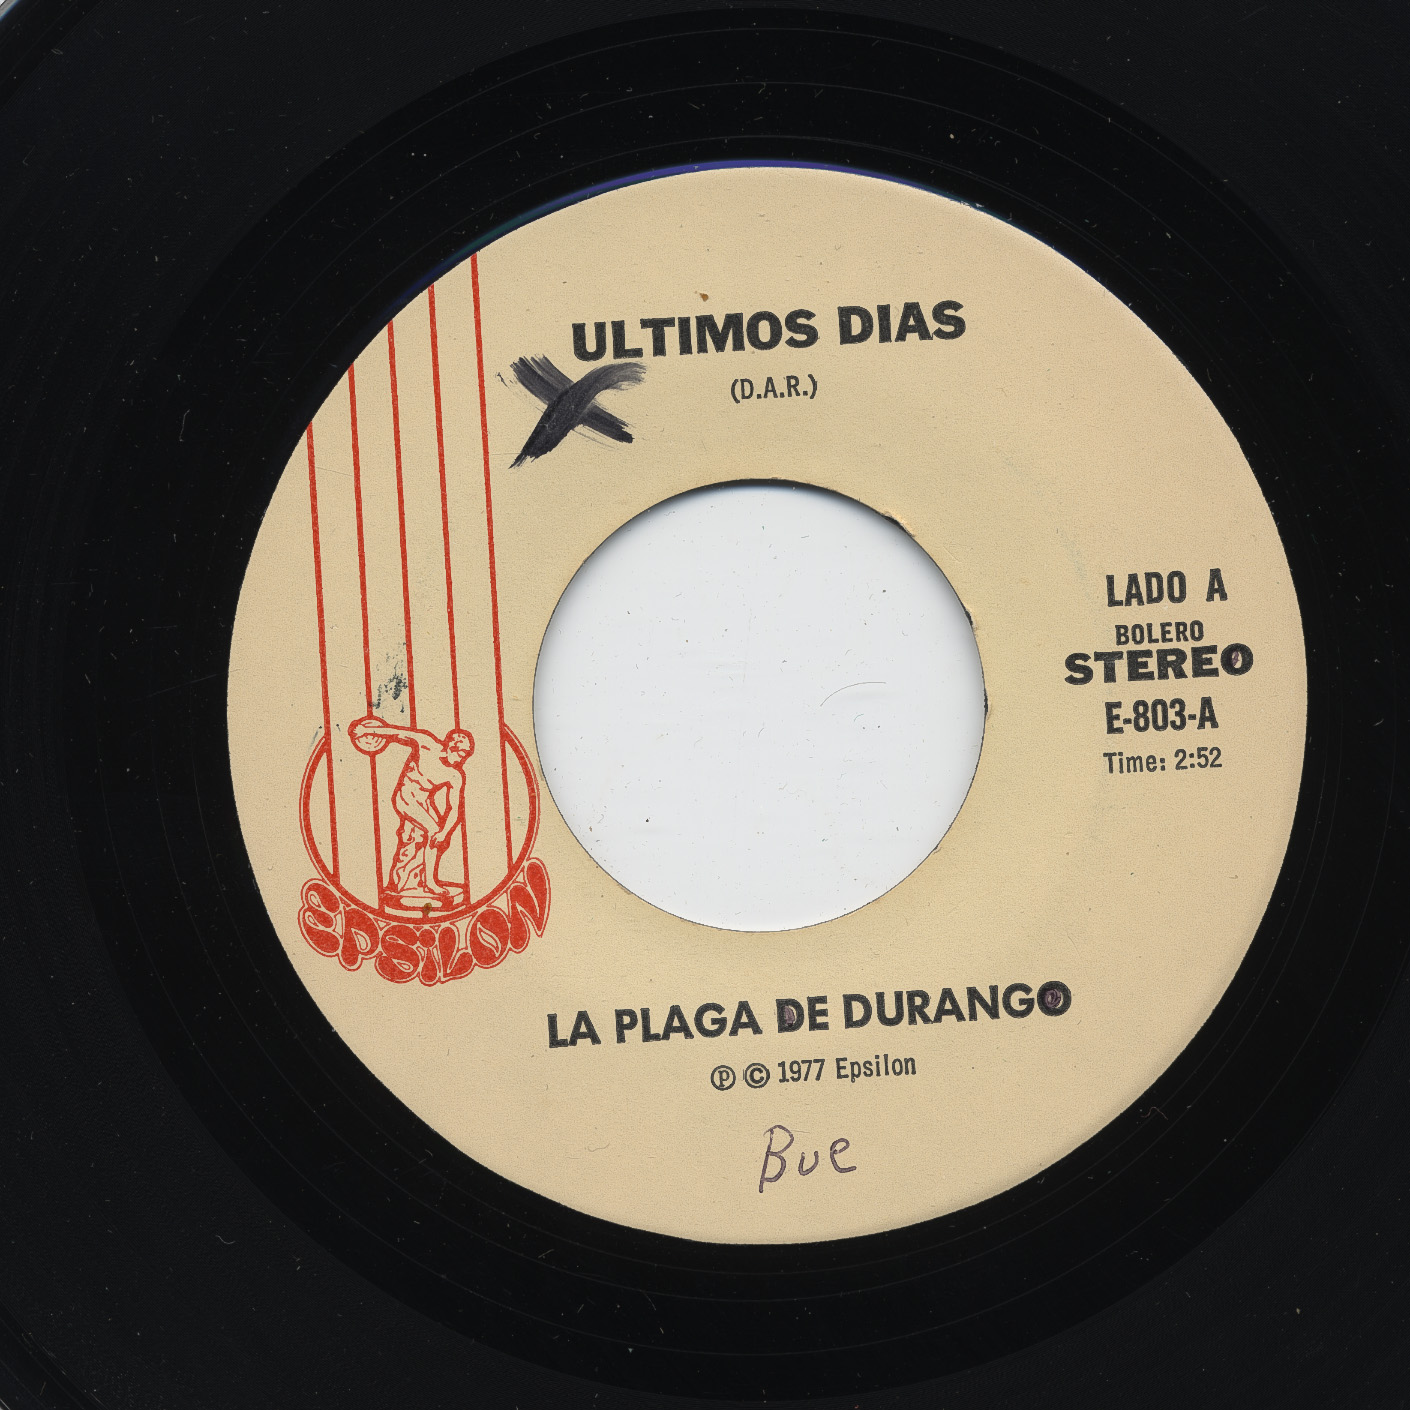 ULTIMOS DIAS
(D.A.R.)
LADO A
BOLERO
STEREO
E-803-A
Time: 2:52
EPSILON
LA PLAGA DE DURANGO
℗ © 1977 Epsilon
Bue